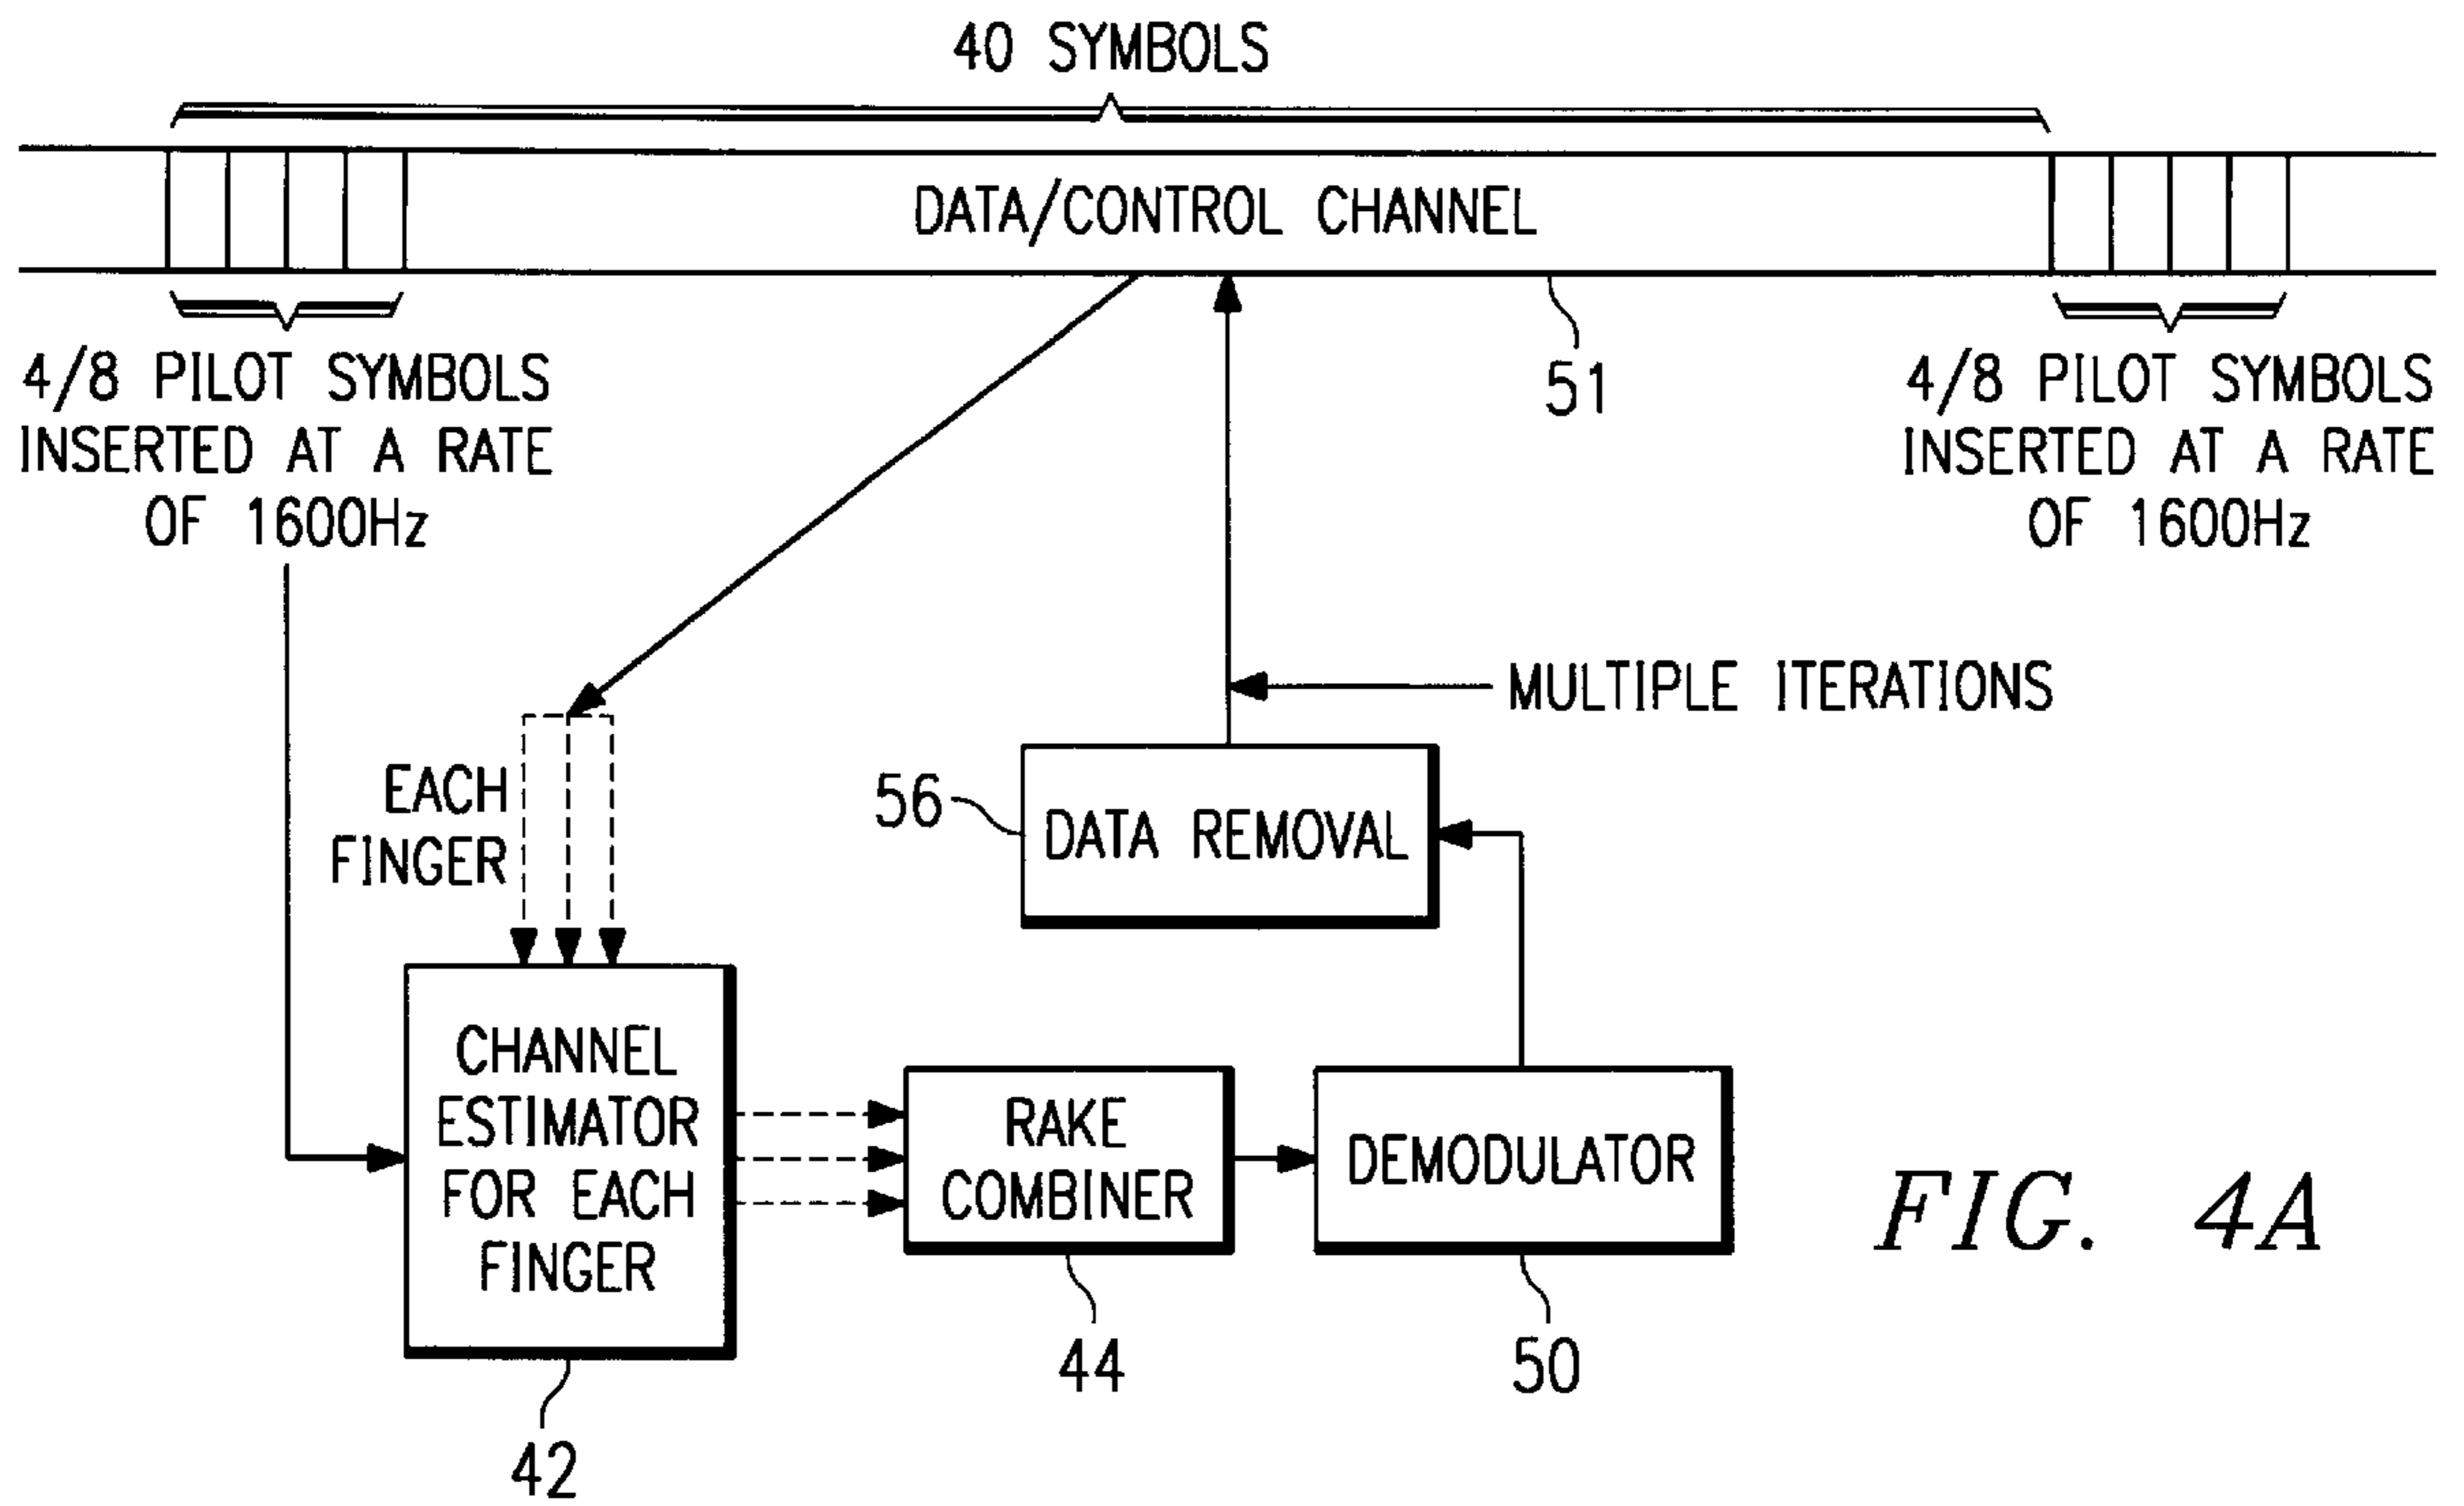 40 SYMBOLS
DATA/CONTROL CHANNEL
4/8 PILOT SYMBOLS
INSERTED AT A RATE
OF 1600Hz
51
4/8 PILOT SYMBOLS
INSERTED AT A RATE
OF 1600Hz
MULTIPLE ITERATIONS
EACH
FINGER
56
DATA REMOVAL
CHANNEL
ESTIMATOR
FOR EACH
FINGER
RAKE
COMBINER
DEMODULATOR
42
44
50
FIG. 4A